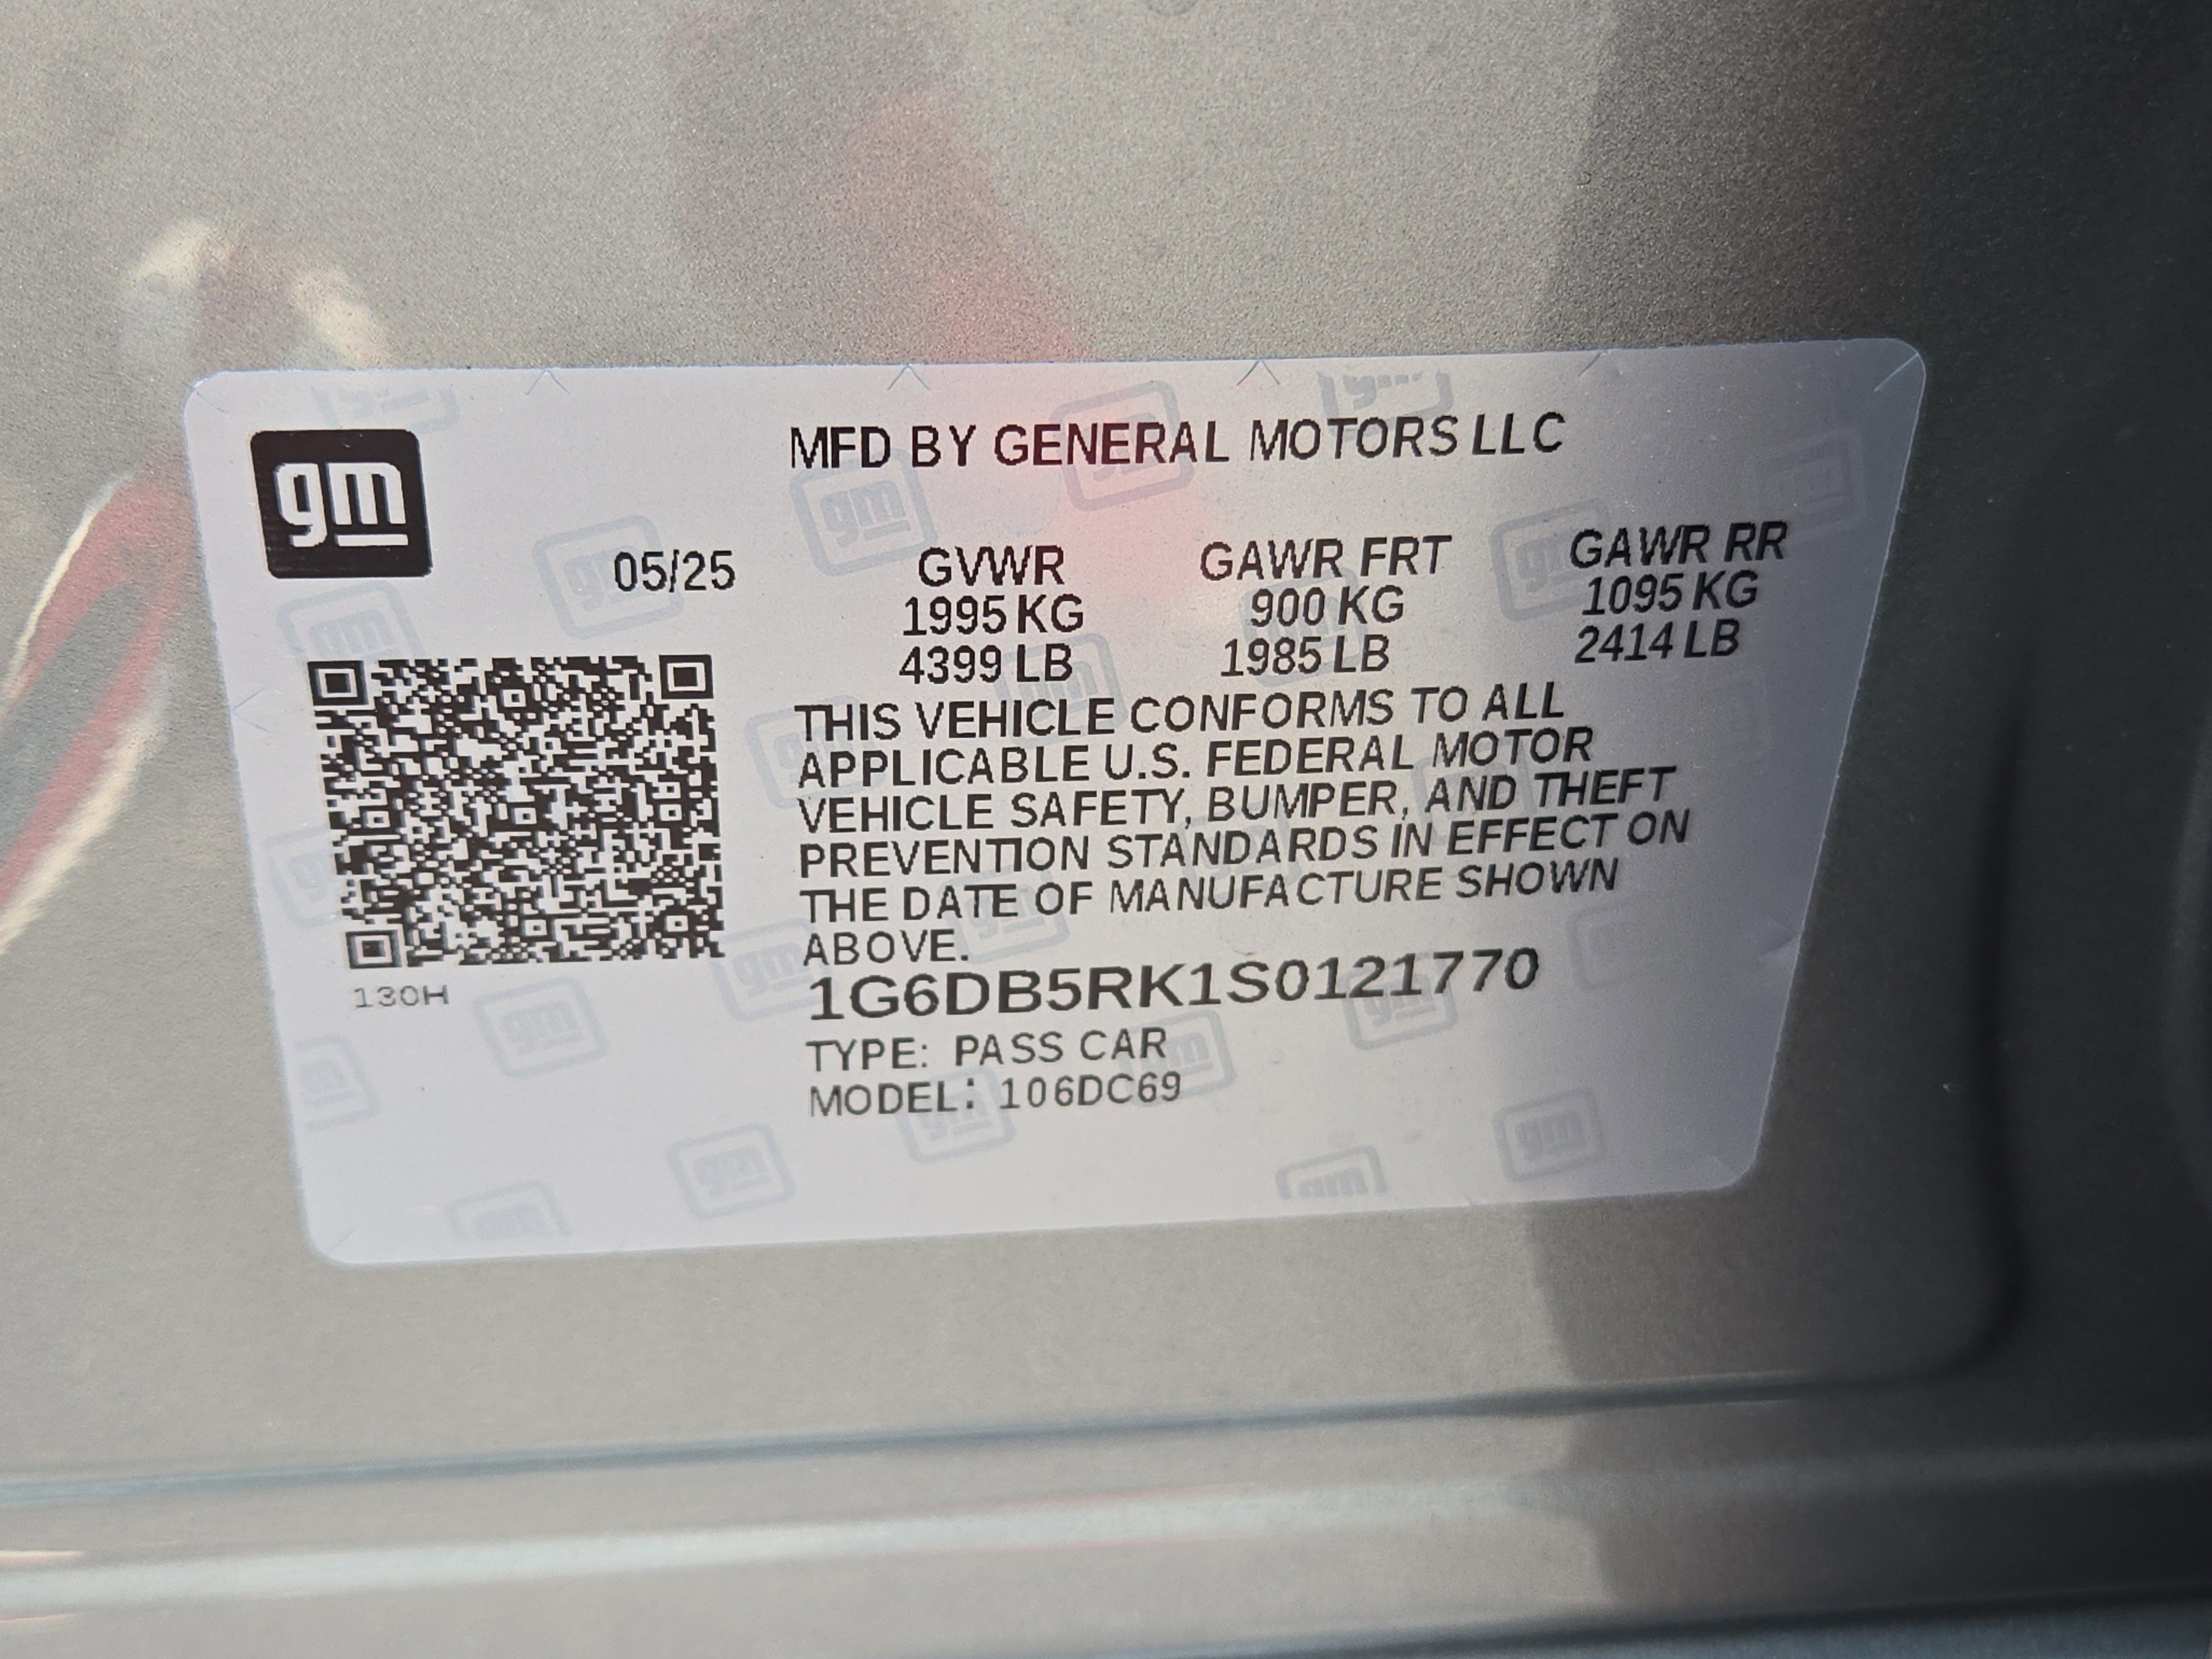 gm
MFD BY GENERAL MOTORS LLC
05/25 GVWR GAWR FRT GAWR RR
1995 KG 900 KG 1095 KG
4399 LB 1985 LB 2414 LB
THIS VEHICLE CONFORMS TO ALL
APPLICABLE U.S. FEDERAL MOTOR
VEHICLE SAFETY, BUMPER, AND THEFT
PREVENTION STANDARDS IN EFFECT ON
THE DATE OF MANUFACTURE SHOWN
ABOVE.
1G6DB5RK1S0121770
130H
TYPE: PASS CAR
MODEL: 106DC69